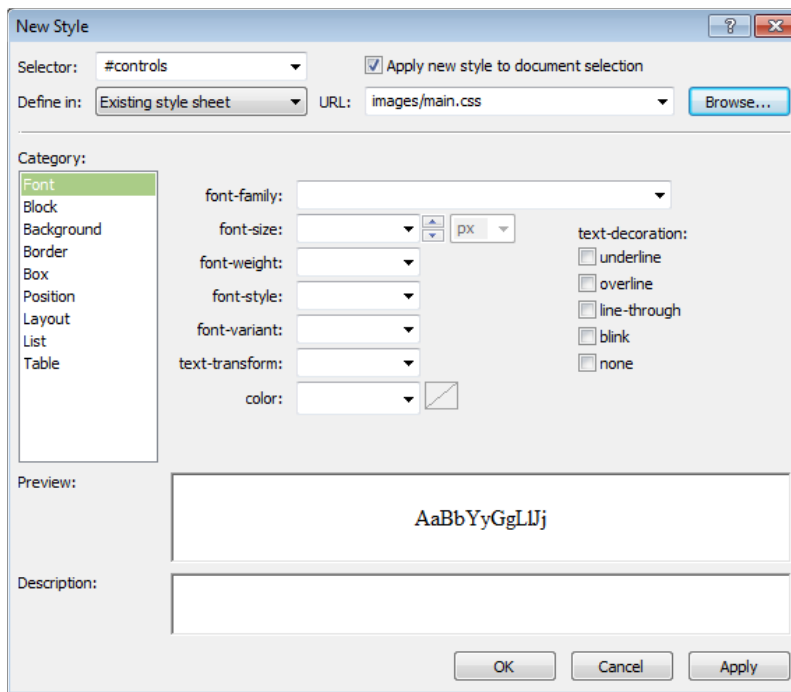 New Style
Selector: #controls Apply new style to document selection
Define in: Existing style sheet URL: images/main.css Browse...
Category:
Font
Block
Background
Border
Box
Position
Layout
List
Table
font-family:
font-size: px
font-weight:
font-style:
font-variant:
text-transform:
color:
text-decoration:
underline
overline
line-through
blink
none
Preview:
AaBbYyGgLlJj
Description:
OK Cancel Apply